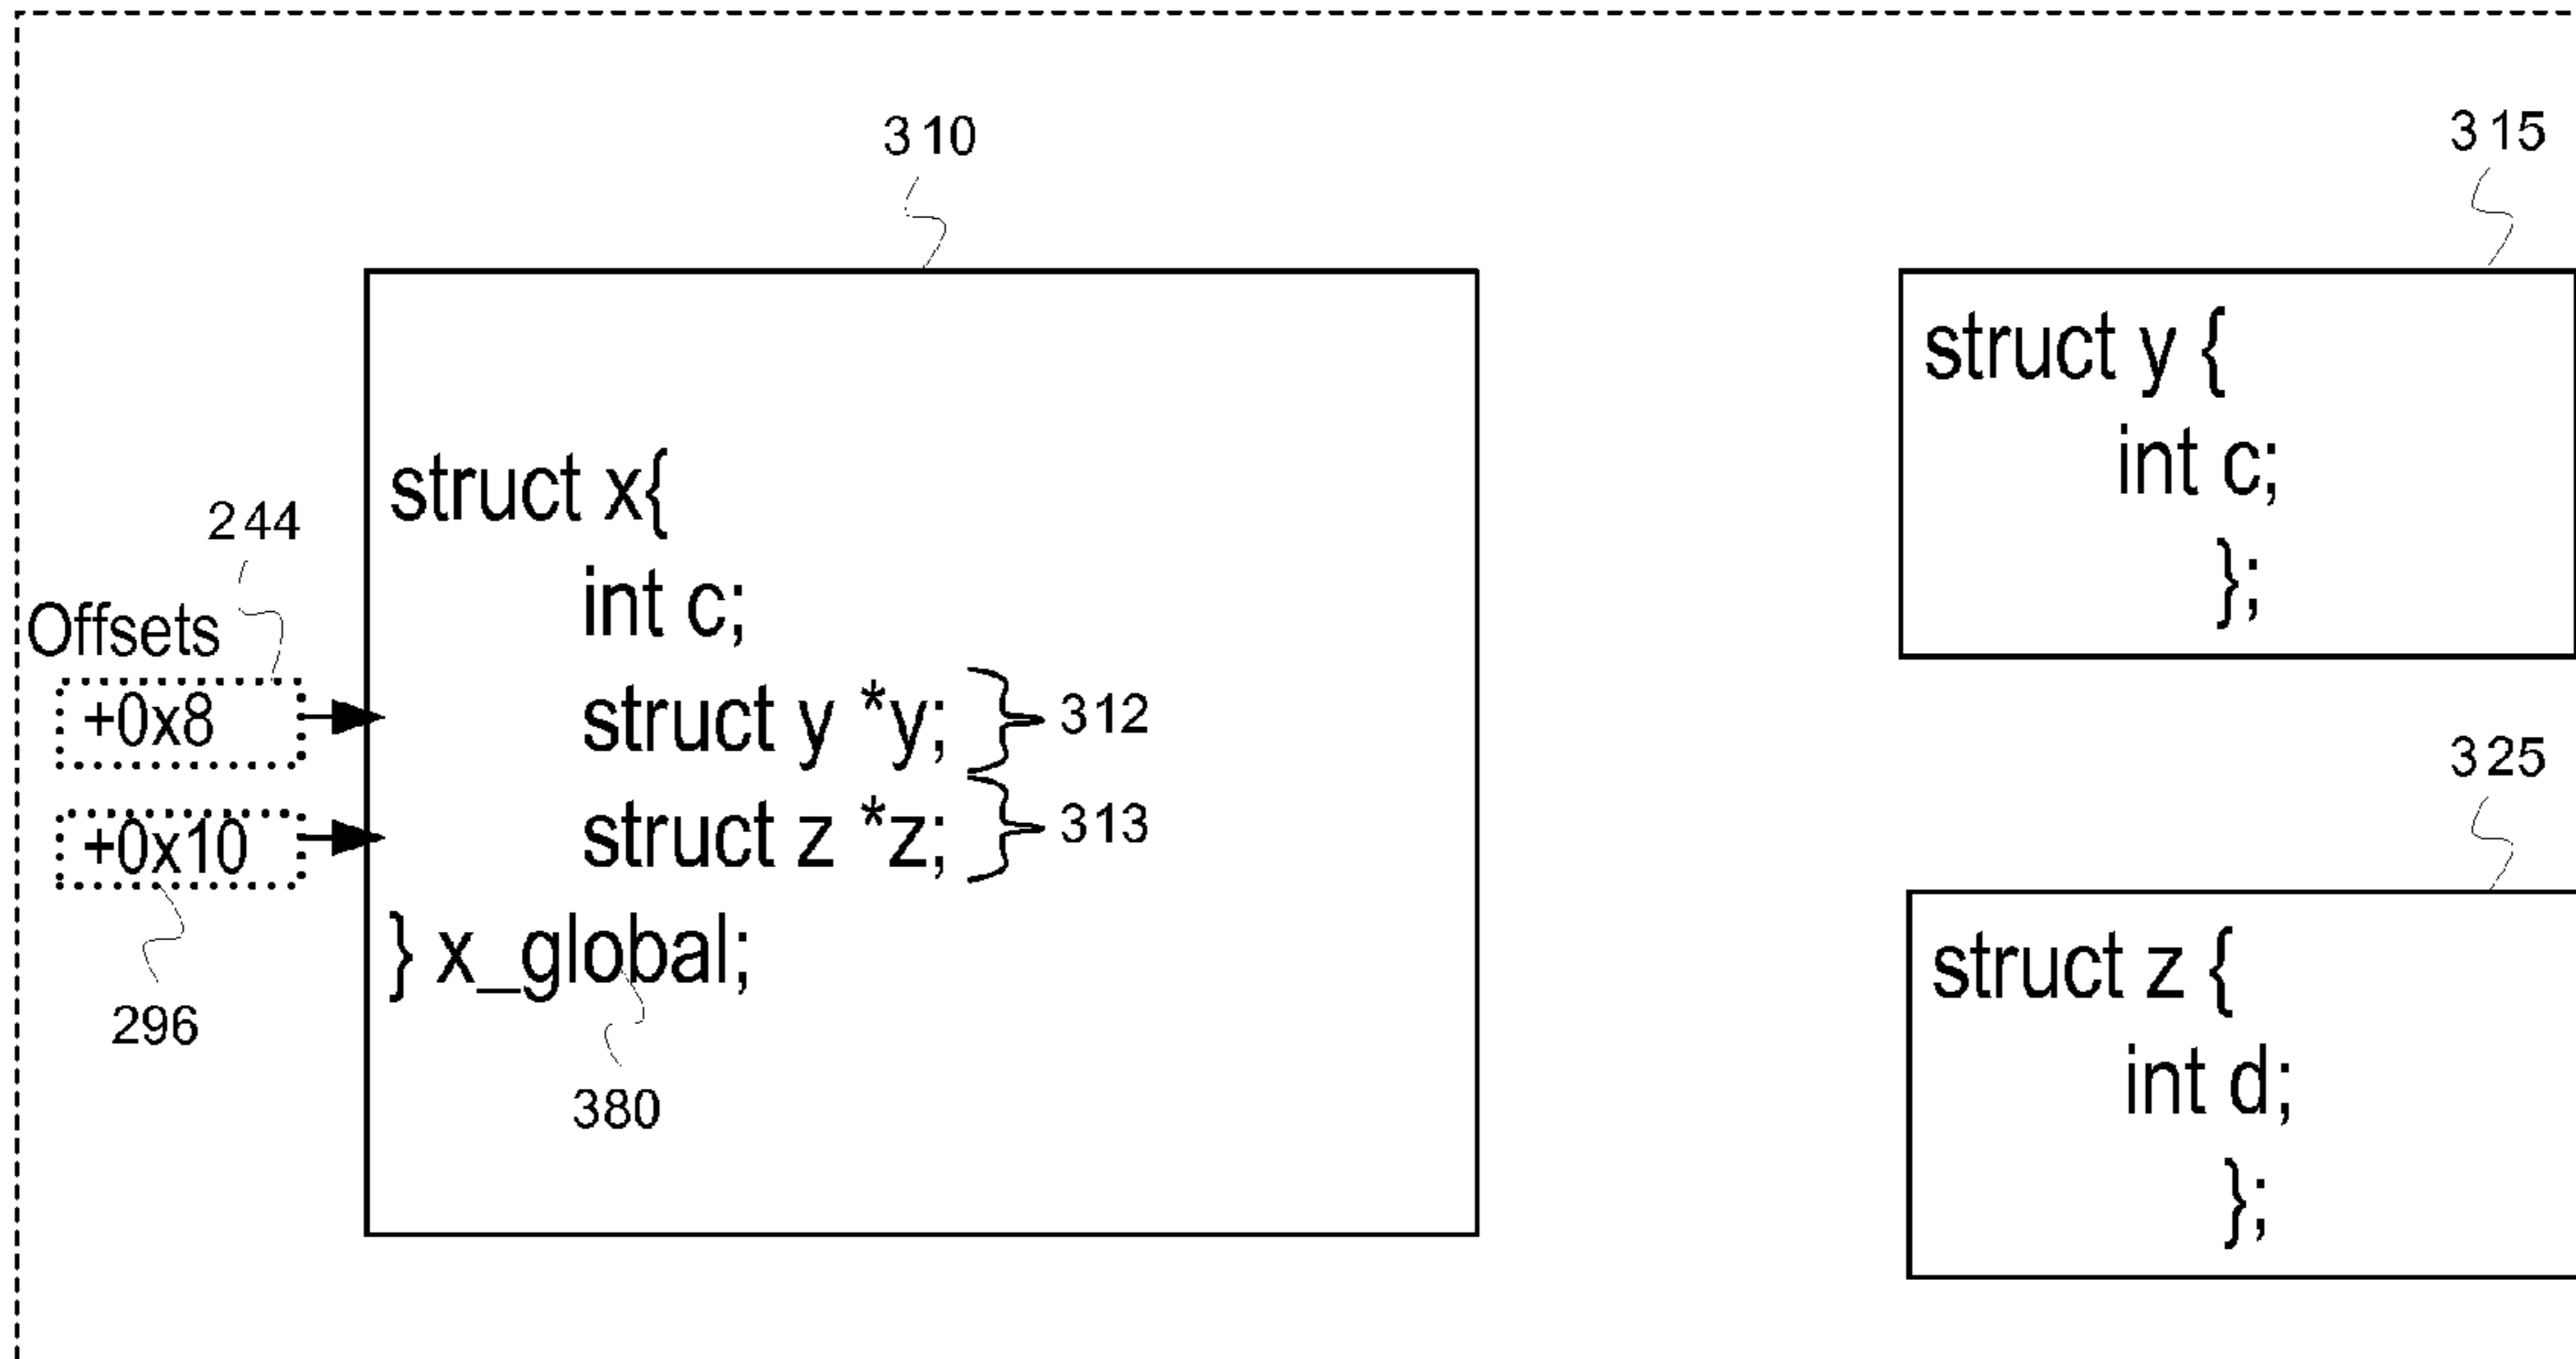 310
315
struct y {
int c;
};
struct x{
244
int c;
Offsets
+0x8
struct y *y;
312
+0x10
struct z *z;
313
} x_global;
296
380
325
struct z {
int d;
};